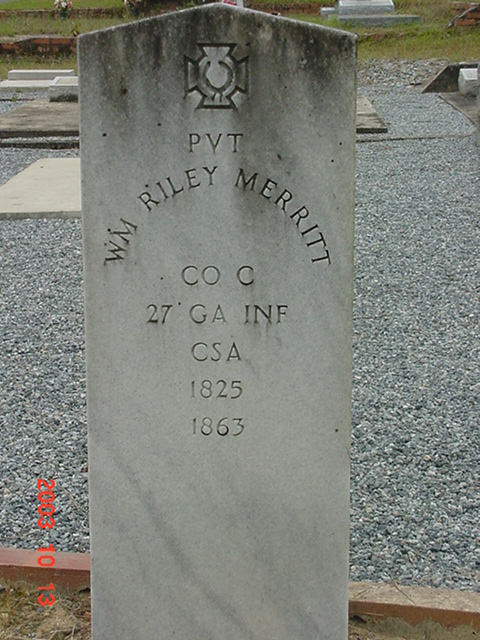 PVT
WM RILEY MERRITT
CO C
27 GA INF
CSA
1825
1863
2003 10 13